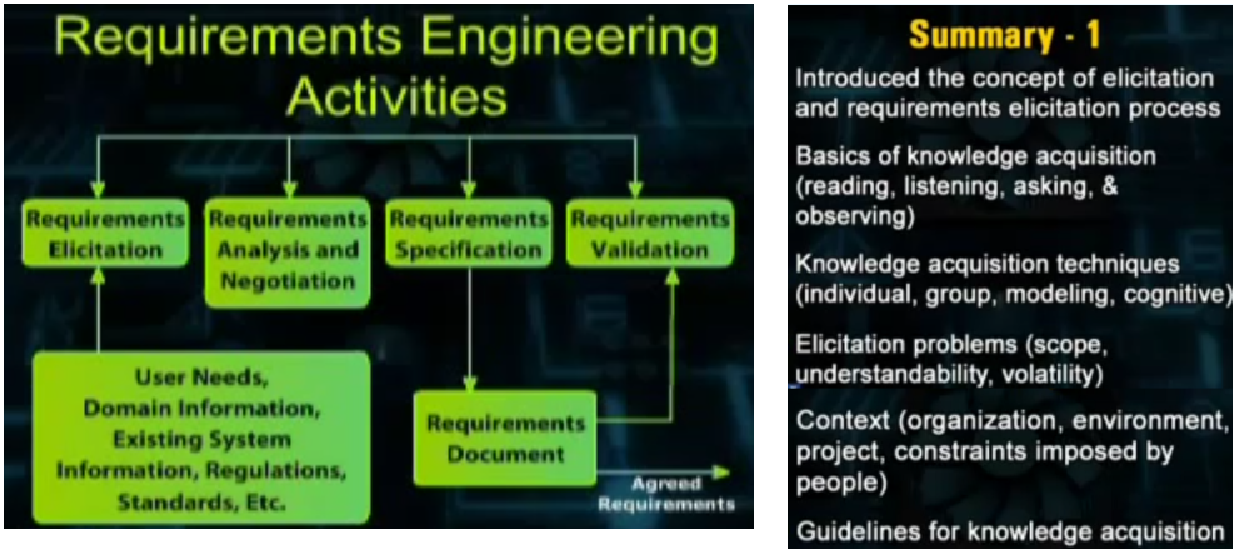 Requirements Engineering
Activities
Requirements
Elicitation
Requirements
Analysis and
Negotiation
Requirements
Specification
Requirements
Validation
User Needs,
Domain Information,
Existing System
Information, Regulations,
Standards, Etc.
Requirements
Document
Agreed
Requirements
Summary - 1
Introduced the concept of elicitation
and requirements elicitation process
Basics of knowledge acquisition
(reading, listening, asking, &
observing)
Knowledge acquisition techniques
(individual, group, modeling, cognitive)
Elicitation problems (scope,
understandability, volatility)
Context (organization, environment,
project, constraints imposed by
people)
Guidelines for knowledge acquisition